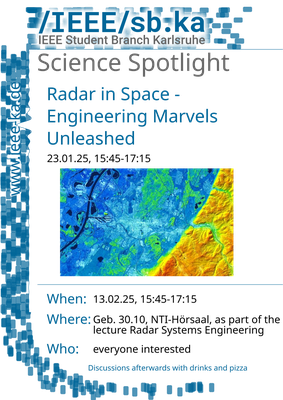 /IEEE/sb.ka
IEEE Student Branch Karlsruhe
Science Spotlight
www.ieee-ka.de
Radar in Space -
Engineering Marvels
Unleashed
23.01.25, 15:45-17:15
When: 13.02.25, 15:45-17:15
Where: Geb. 30.10, NTI-Hörsaal, as part of the
lecture Radar Systems Engineering
Who: everyone interested
Discussions afterwards with drinks and pizza